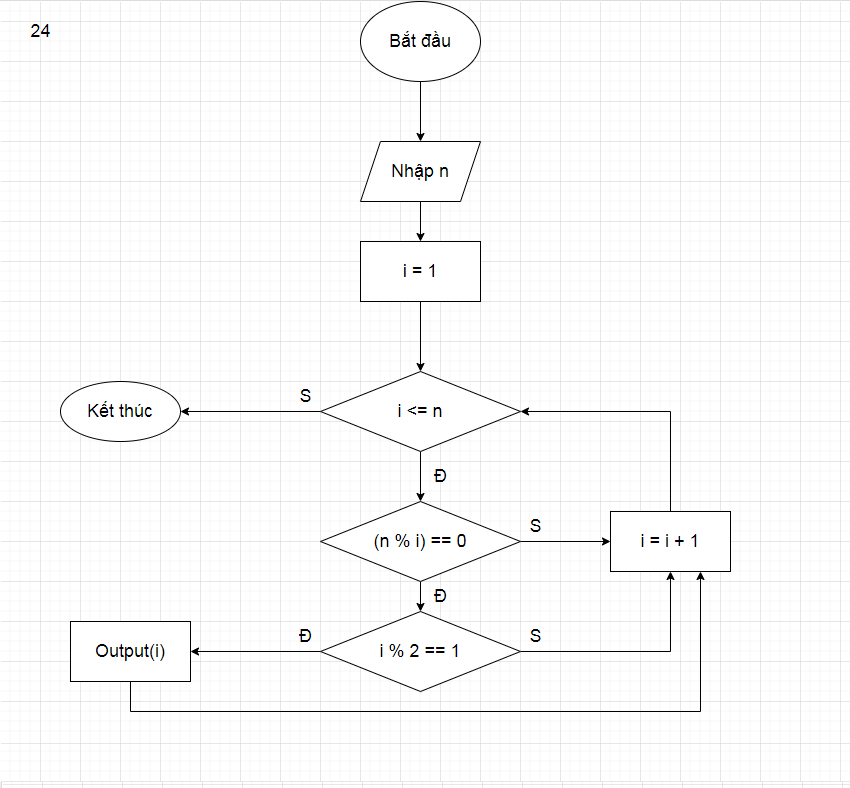 24
Bắt đầu
Nhập n
i = 1
i <= n
S
Kết thúc
Đ
(n % i) == 0
S
i = i + 1
Đ
i % 2 == 1
Đ
S
Output(i)